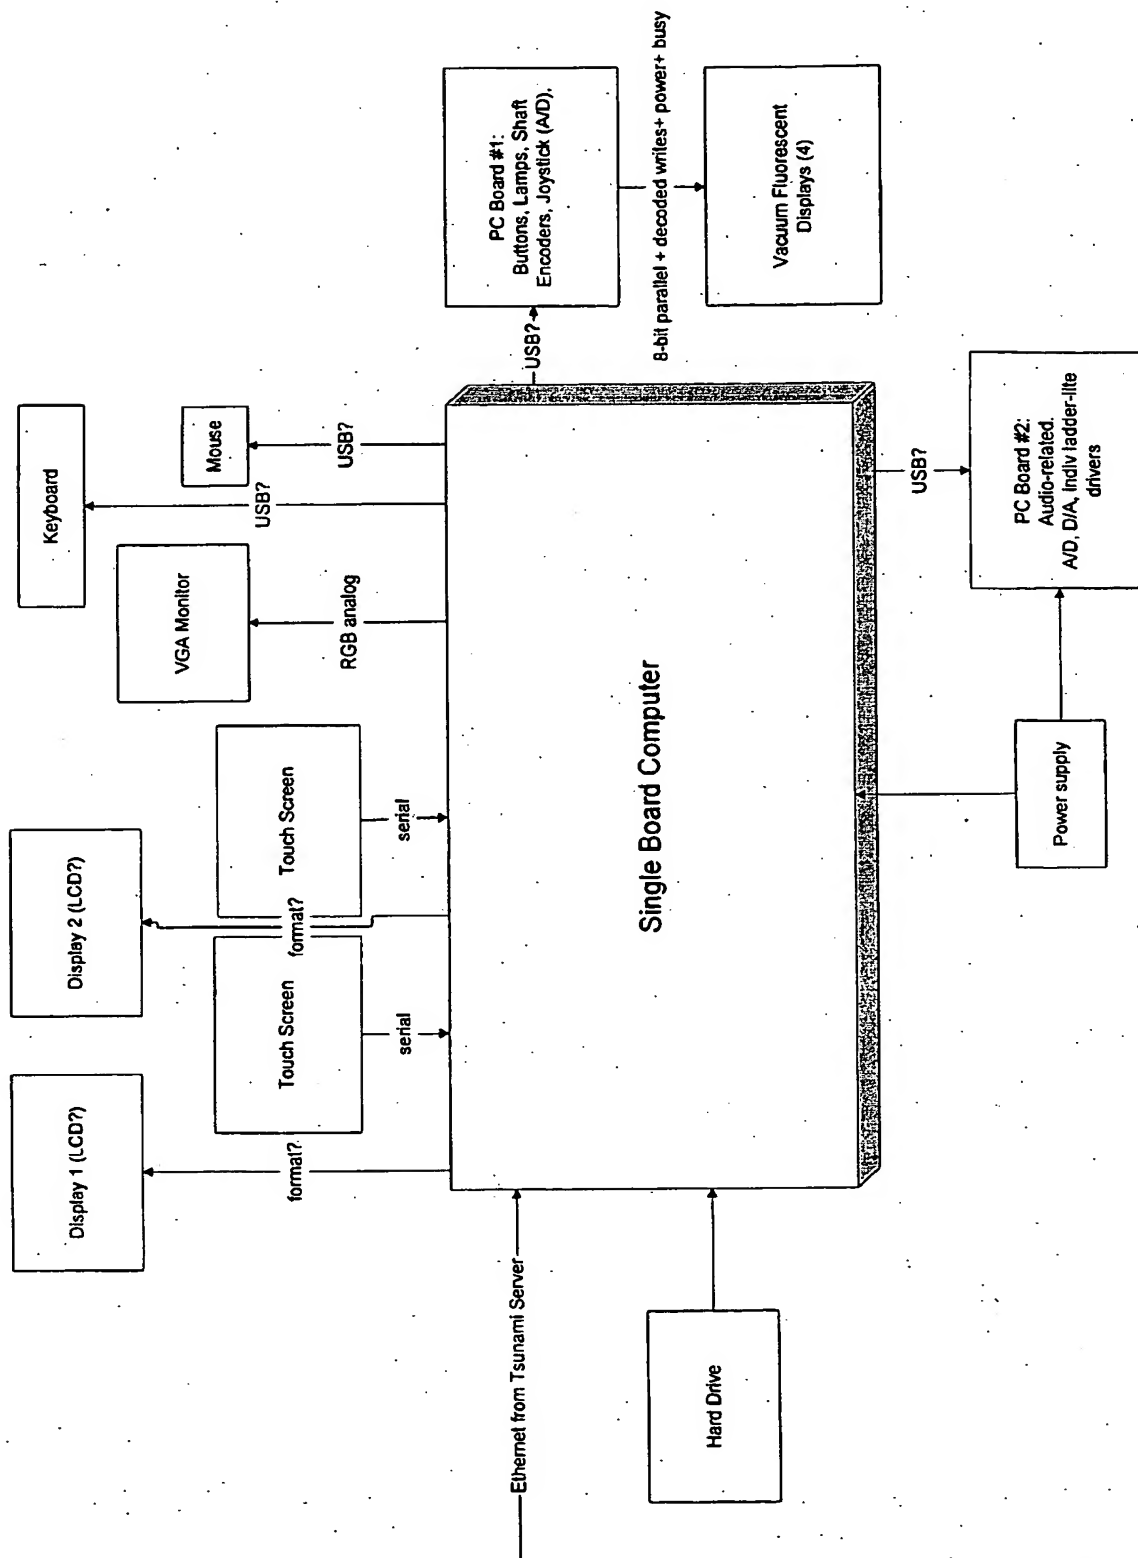 Display 1 (LCD?)
Display 2 (LCD?)
Keyboard
VGA Monitor
Mouse
Touch Screen
Touch Screen
format?
format?
serial
serial
RGB analog
USB?
USB?
Ethernet from Tsunami Server
Single Board Computer
USB?
PC Board #1:
Buttons, Lamps, Shaft
Encoders, Joystick (A/D),
8-bit parallel + decoded writes+ power+ busy
Vacuum Fluorescent
Displays (4)
Hard Drive
Power supply
USB?
PC Board #2:
Audio-related.
A/D, D/A, Indiv ladder-lite
drivers